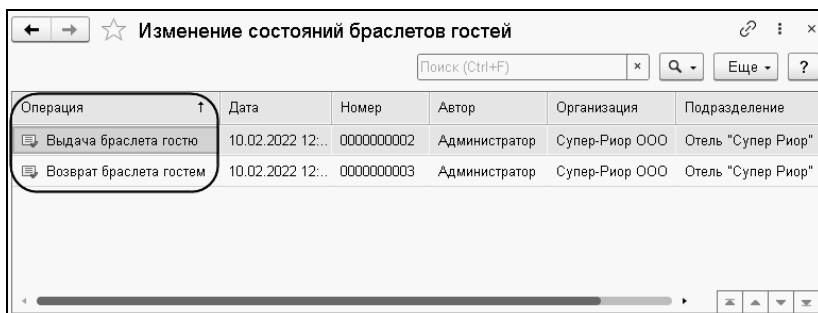 Изменение состояний браслетов гостей
Поиск (Ctrl+F) × Еще ?
Операция ↑ Дата Номер Автор Организация Подразделение
Выдача браслета гостю 10.02.2022 12:... 0000000002 Администратор Супер-Риор ООО Отель "Супер Риор"
Возврат браслета гостем 10.02.2022 12:... 0000000003 Администратор Супер-Риор ООО Отель "Супер Риор"